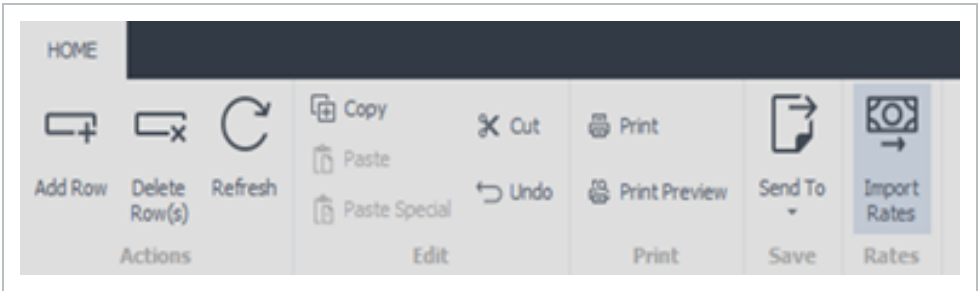 HOME
Add Row
Delete
Row(s)
Refresh
Copy
Paste
Paste Special
Cut
Undo
Print
Print Preview
Send To
Import
Rates
Actions
Edit
Print
Save
Rates